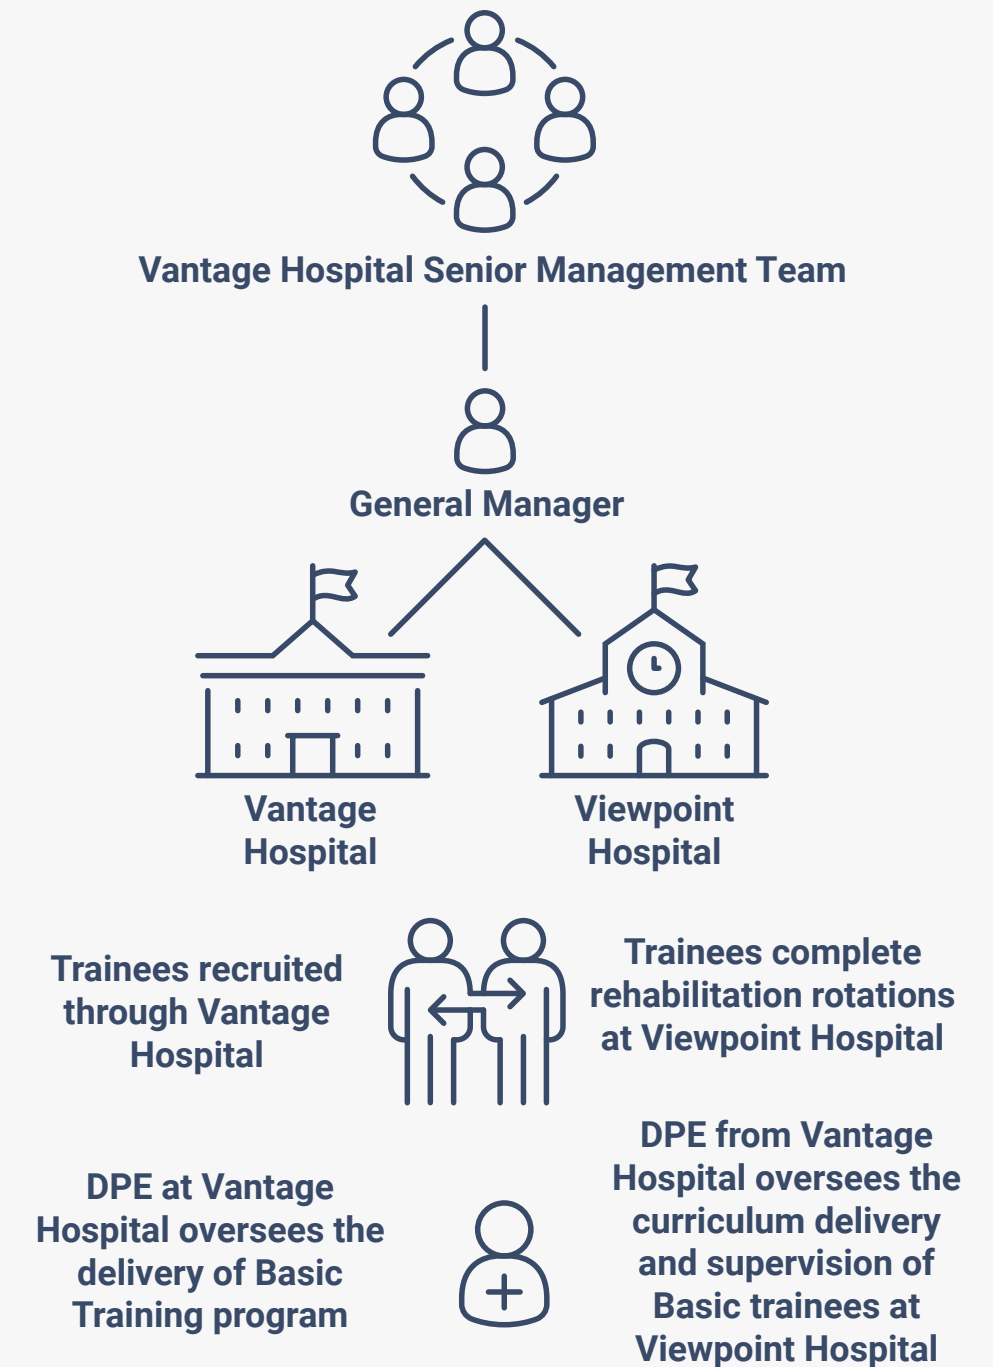 Vantage Hospital Senior Management Team
General Manager
Vantage
Hospital
Viewpoint
Hospital
Trainees recruited
through Vantage
Hospital
Trainees complete
rehabilitation rotations
at Viewpoint Hospital
DPE at Vantage
Hospital oversees the
delivery of Basic
Training program
DPE from Vantage
Hospital oversees the
curriculum delivery
and supervision of
Basic trainees at
Viewpoint Hospital